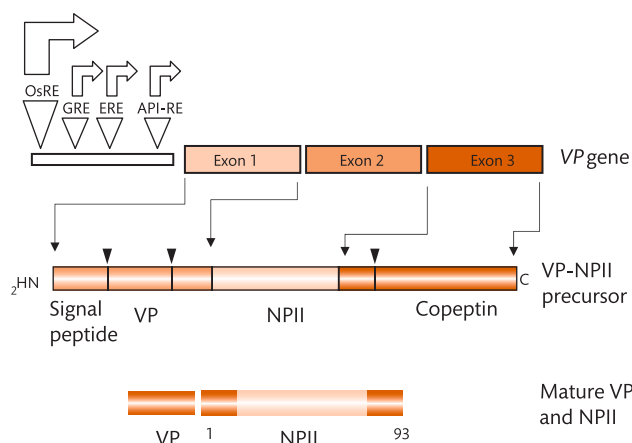 OsRE
GRE ERE API-RE
Exon 1 Exon 2 Exon 3 VP gene
₂HN C VP-NPII
precursor
Signal
peptide VP NPII Copeptin
Mature VP
and NPII
VP 1 NPII 93